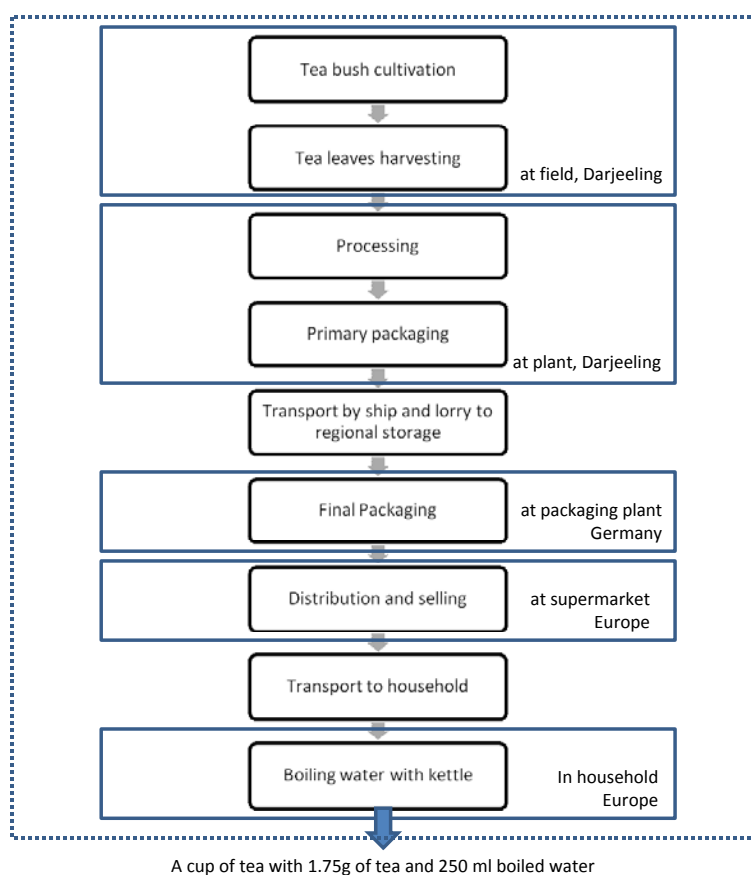 Tea bush cultivation
Tea leaves harvesting
at field, Darjeeling
Processing
Primary packaging
at plant, Darjeeling
Transport by ship and lorry to
regional storage
Final Packaging
at packaging plant
Germany
Distribution and selling
at supermarket
Europe
Transport to household
Boiling water with kettle
In household
Europe
A cup of tea with 1.75g of tea and 250 ml boiled water